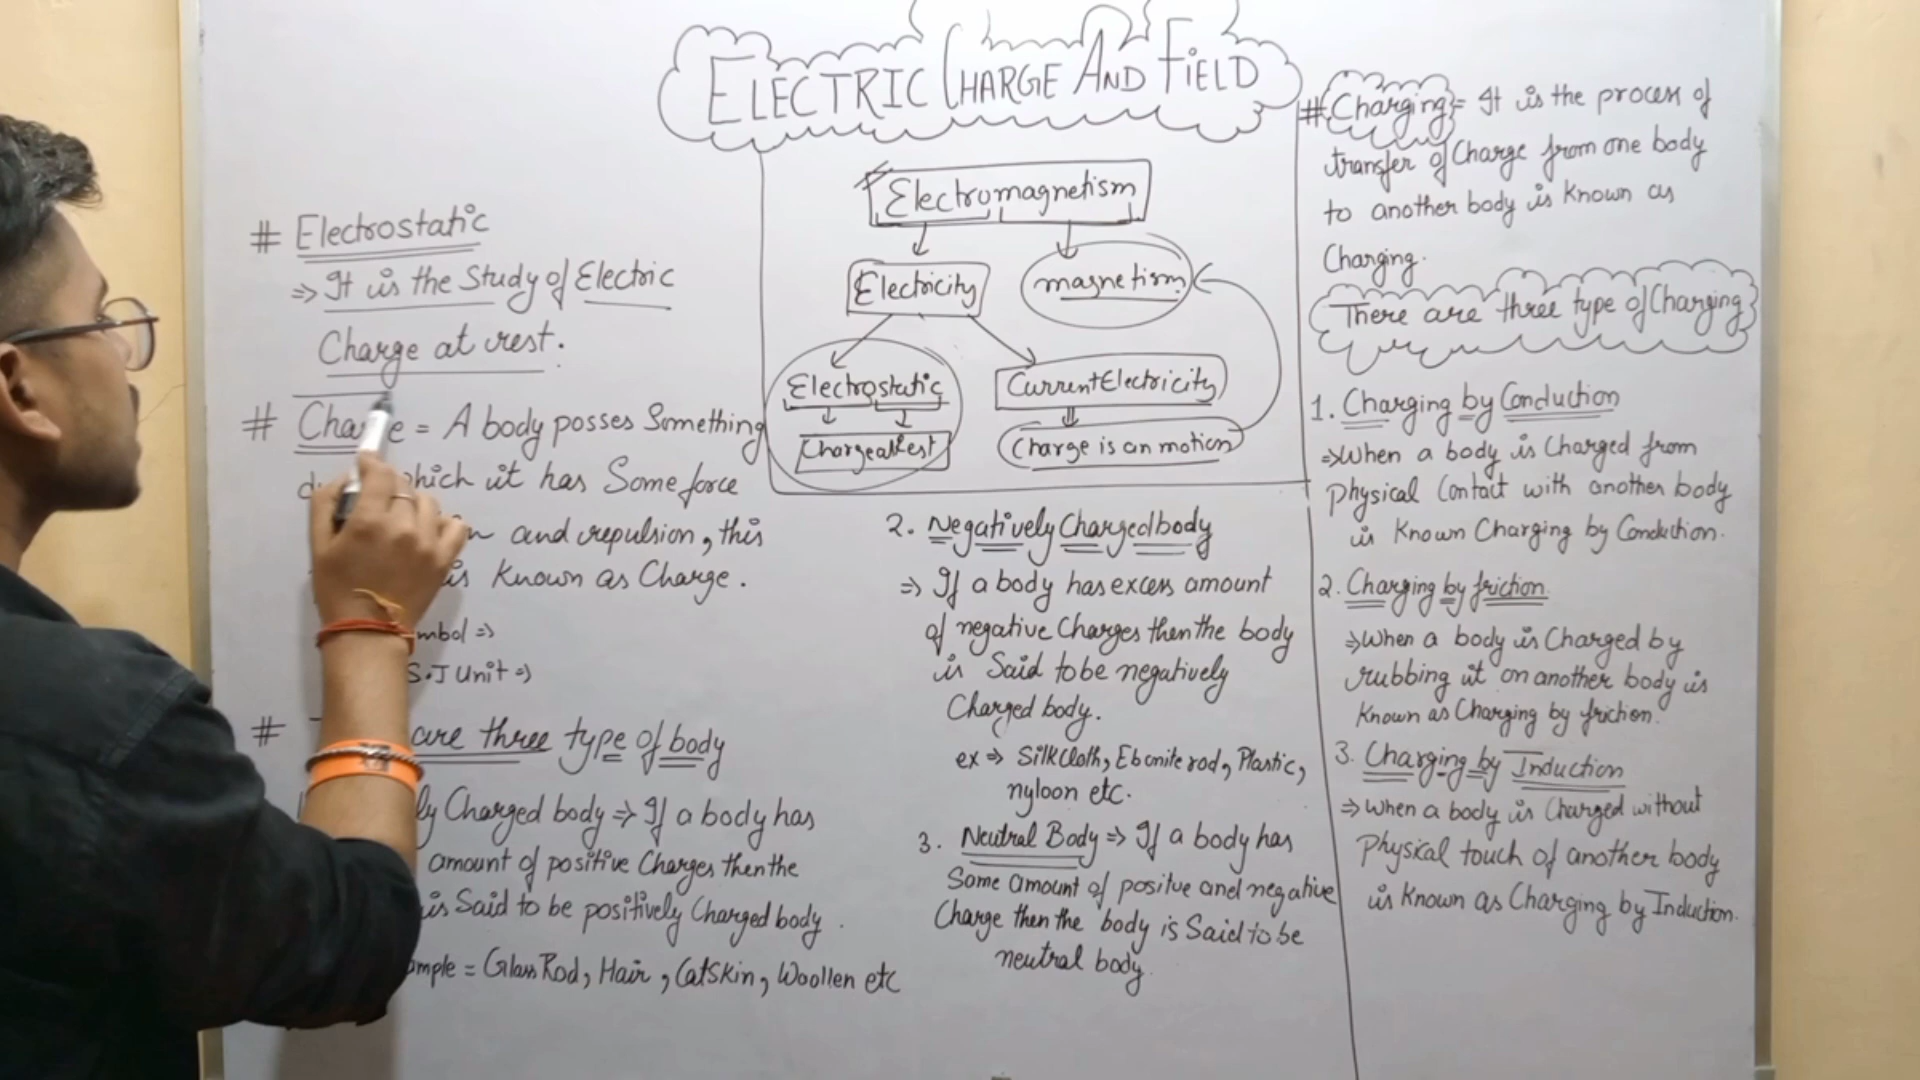 ELECTRIC CHARGE AND FIELD
# Electrostatic
=> It is the Study of Electric
Charge at rest.
# Charge = A body posses Something
which it has Some force
and repulsion, this
is Known as Charge.
=>
S.I Unit =>
# are three type of body
Charged body => If a body has
amount of positive Charges then the
is Said to be positively Charged body.
= Glass Rod, Hair, CatSkin, Woollen etc
Electromagnetism
Electricity
magnetism
Electrostatic
Current Electricity
Charge at Rest
Charge is on motion
2. Negatively Charged body
=> If a body has excess amount
of negative Charges then the body
is Said to be negatively
Charged body.
ex => Silk Cloth, Ebonite rod, Plastic,
nyloon etc.
3. Neutral Body => If a body has
Same amount of positive and negative
Charge then the body is Said to be
neutral body.
# Charging = It is the process of
transfer of Charge from one body
to another body is Known as
Charging.
There are three type of Charging
1. Charging by Conduction
=> When a body is Charged from
Physical Contact with another body
is Known Charging by Conduction.
2. Charging by friction
=> When a body is Charged by
rubbing it on another body is
Known as Charging by friction.
3. Charging by Induction
=> When a body is Charged without
Physical touch of another body
is Known as Charging by Induction.